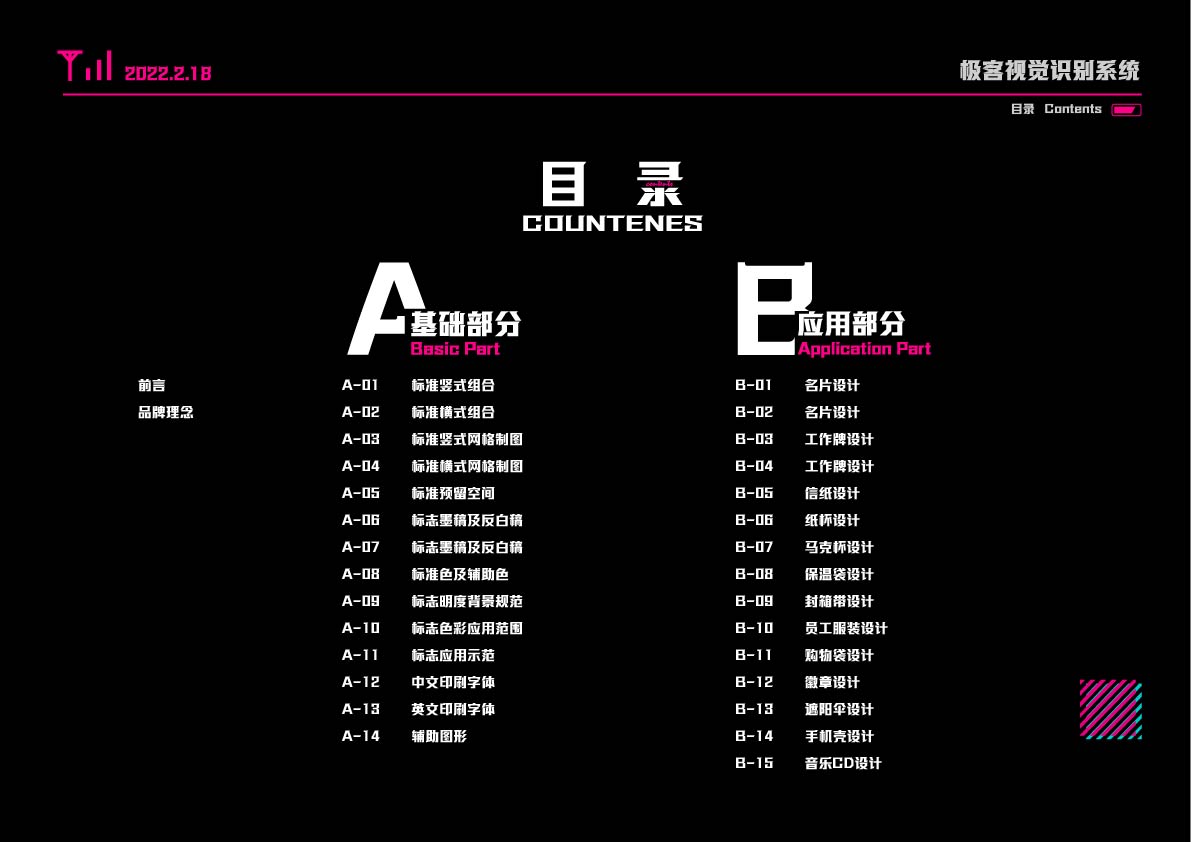 2022.2.18
极客视觉识别系统
目录 Contents
目 录
contents
COUNTENES
A 基础部分
Basic Part
B 应用部分
Application Part
前言
品牌理念
A-01 标准竖式组合
A-02 标准横式组合
A-03 标准竖式网格制图
A-04 标准横式网格制图
A-05 标准预留空间
A-06 标志墨稿及反白稿
A-07 标志墨稿及反白稿
A-08 标准色及辅助色
A-09 标志明度背景规范
A-10 标志色彩应用范围
A-11 标志应用示范
A-12 中文印刷字体
A-13 英文印刷字体
A-14 辅助图形
B-01 名片设计
B-02 名片设计
B-03 工作牌设计
B-04 工作牌设计
B-05 信纸设计
B-06 纸杯设计
B-07 马克杯设计
B-08 保温袋设计
B-09 封箱带设计
B-10 员工服装设计
B-11 购物袋设计
B-12 徽章设计
B-13 遮阳伞设计
B-14 手机壳设计
B-15 音乐CD设计